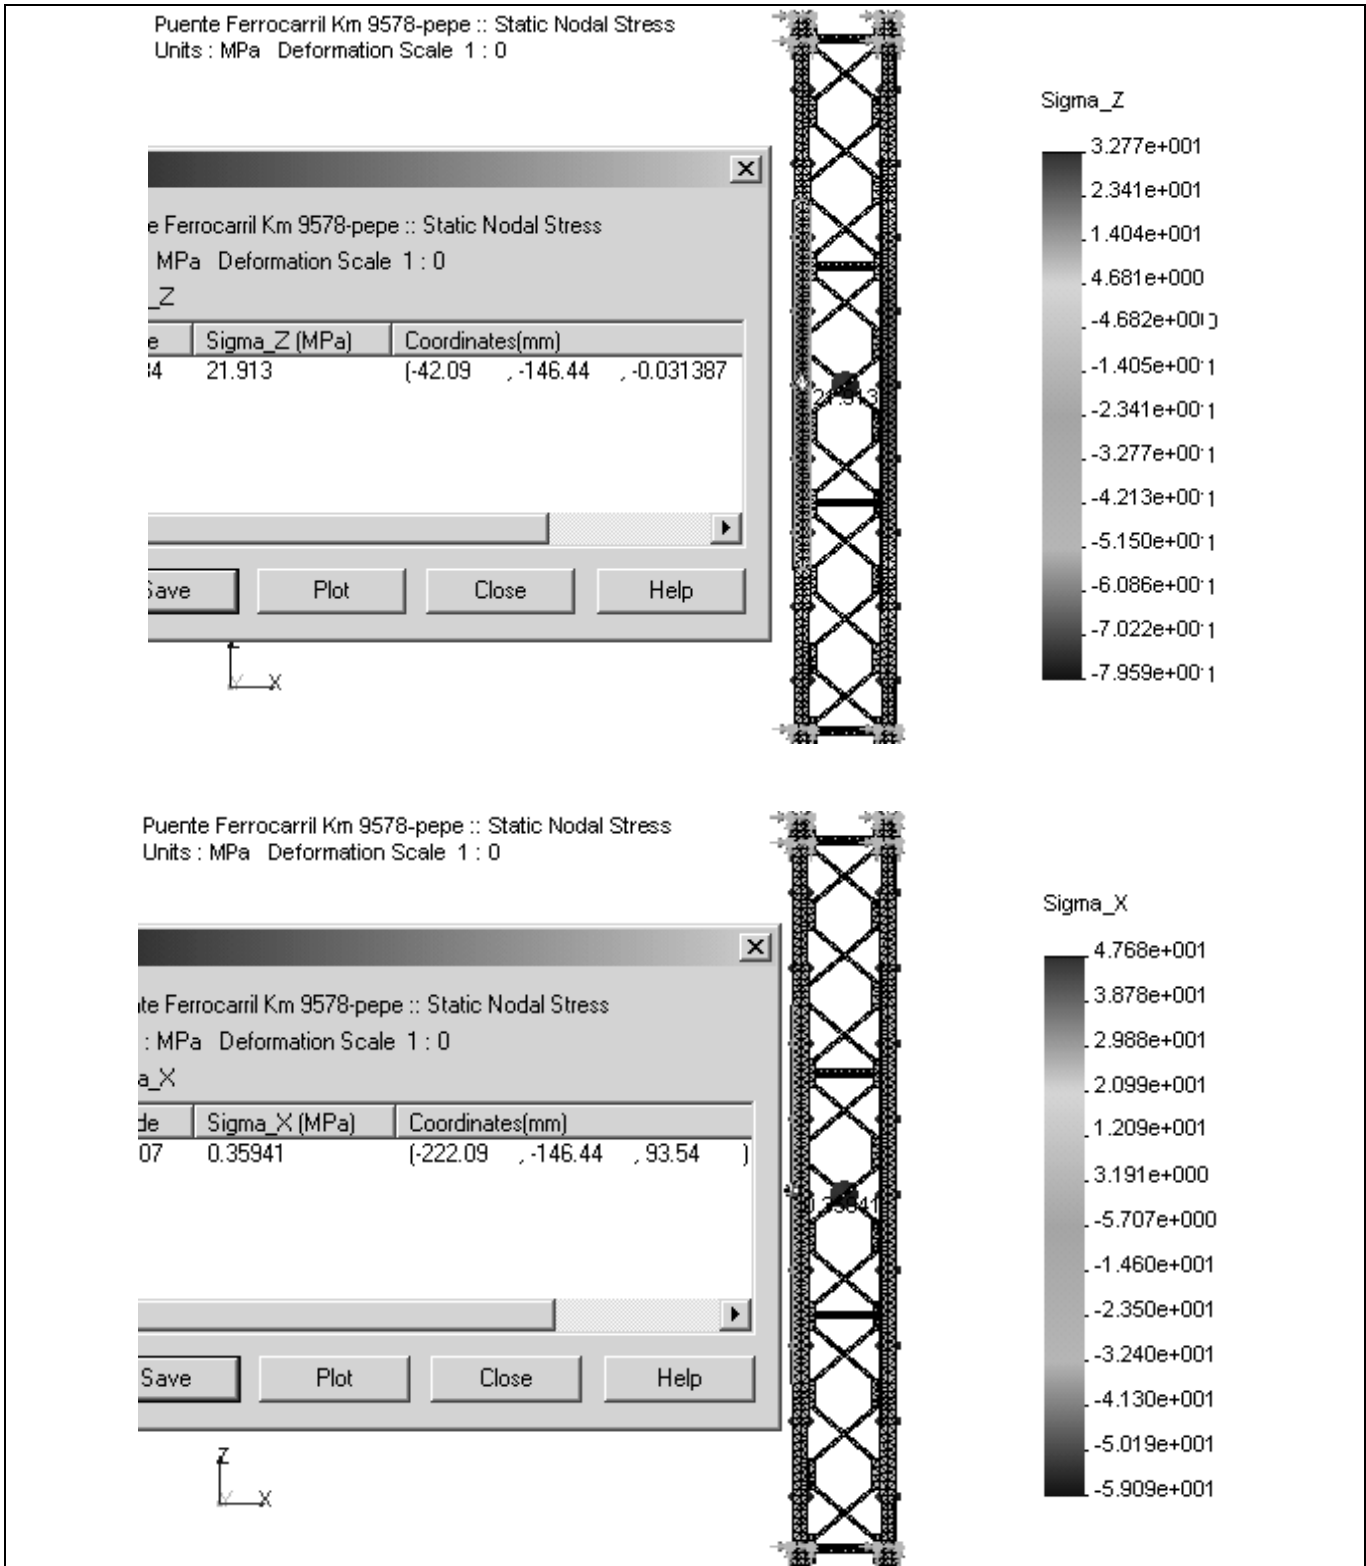 Puente Ferrocarril Km 9578-pepe :: Static Nodal Stress
Units : MPa Deformation Scale 1 : 0
Sigma_Z
3.277e+001
2.341e+001
1.404e+001
4.681e+000
-4.682e+00
-1.405e+001
-2.341e+001
-3.277e+001
-4.213e+001
-5.150e+001
-6.086e+001
-7.022e+001
-7.959e+001
e Ferrocarril Km 9578-pepe :: Static Nodal Stress
MPa Deformation Scale 1 : 0
_Z
e Sigma_Z (MPa) Coordinates(mm)
34 21.913 (-42.09 , -146.44 , -0.031387
21.913
Save Plot Close Help
X
Puente Ferrocarril Km 9578-pepe :: Static Nodal Stress
Units : MPa Deformation Scale 1 : 0
Sigma_X
4.768e+001
3.878e+001
2.988e+001
2.099e+001
1.209e+001
3.191e+000
-5.707e+000
-1.460e+001
-2.350e+001
-3.240e+001
-4.130e+001
-5.019e+001
-5.909e+001
nte Ferrocarril Km 9578-pepe :: Static Nodal Stress
: MPa Deformation Scale 1 : 0
a_X
de Sigma_X (MPa) Coordinates(mm)
07 0.35941 (-222.09 , -146.44 , 93.54 )
0.35941
Save Plot Close Help
Z
Y X